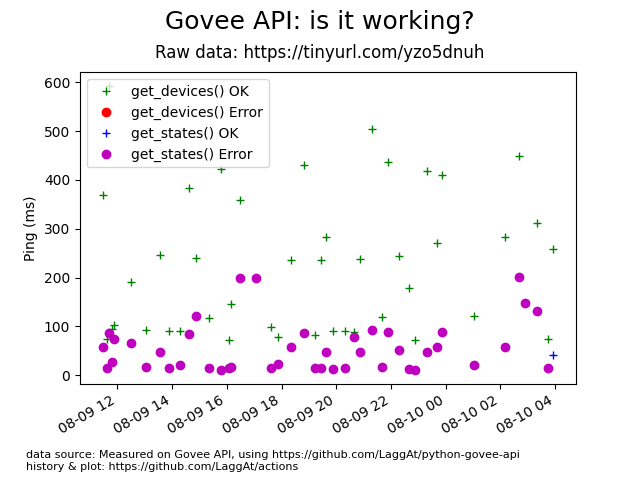 Govee API: is it working?
Raw data: https://tinyurl.com/yzo5dnuh
600
500
400
300
200
100
0
Ping (ms)
get_devices() OK
get_devices() Error
get_states() OK
get_states() Error
08-09 12
08-09 14
08-09 16
08-09 18
08-09 20
08-09 22
08-10 00
08-10 02
08-10 04
data source: Measured on Govee API, using https://github.com/LaggAt/python-govee-api
history & plot: https://github.com/LaggAt/actions